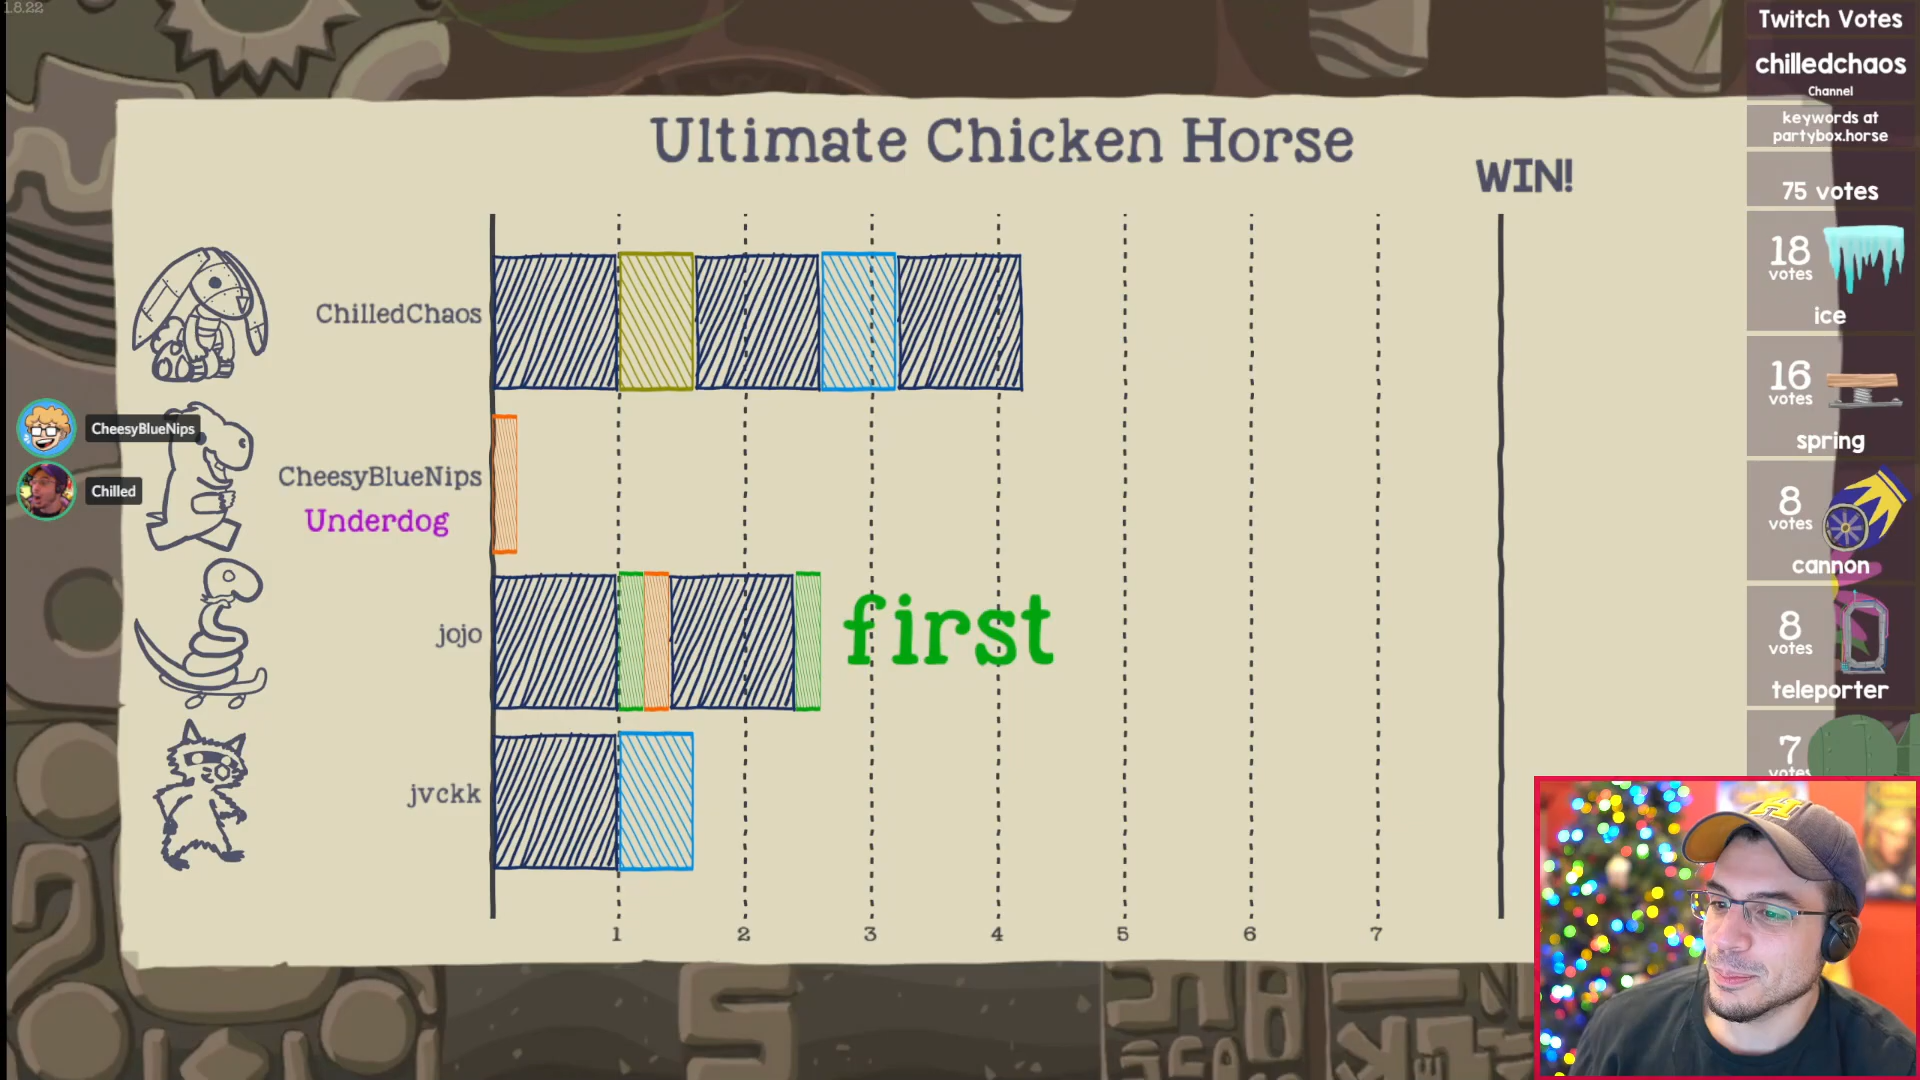 1.8.22
Ultimate Chicken Horse
WIN!
ChilledChaos
CheesyBlueNips
Underdog
jojo
first
jvckk
1 2 3 4 5 6 7
CheesyBlueNips
Chilled
Twitch Votes
chilledchaos
Channel
keywords at
partybox.horse
75 votes
18
votes
ice
16
votes
spring
8
votes
cannon
8
votes
teleporter
7
votes